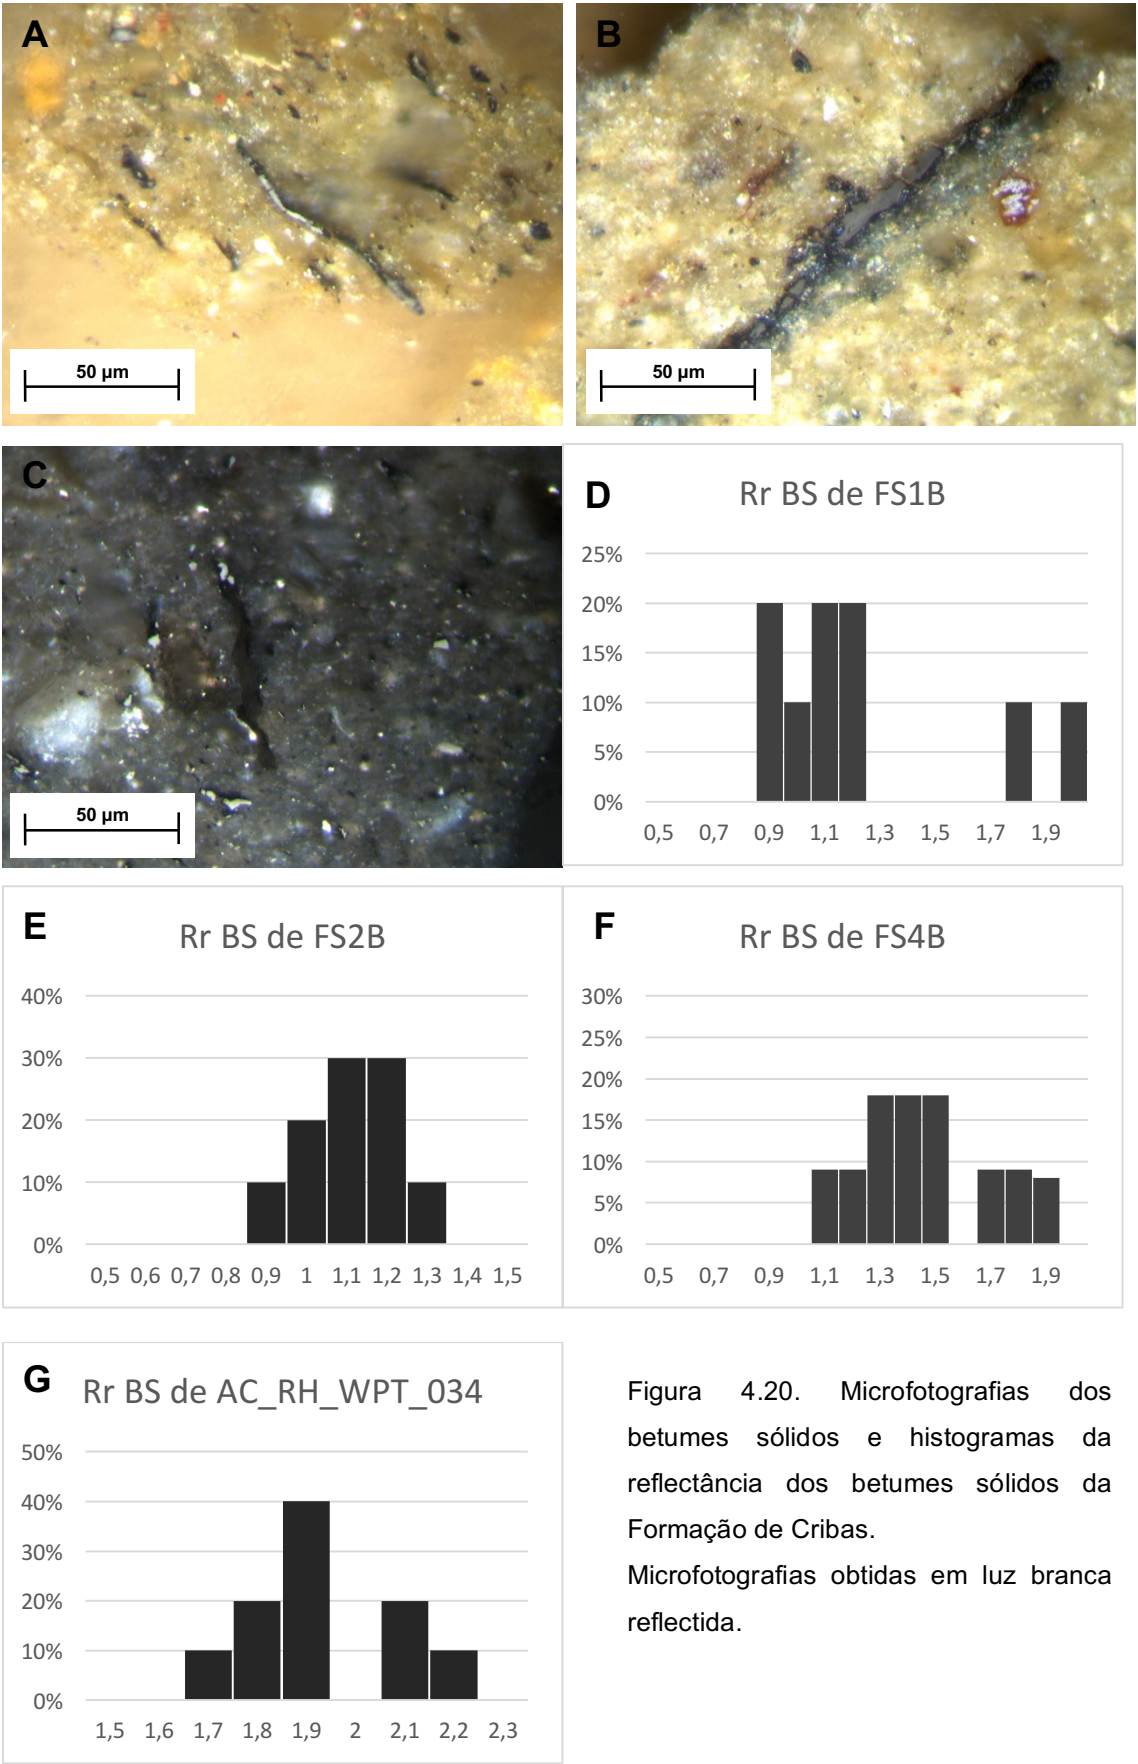 A
50 µm
B
50 µm
C
50 µm
D
Rr BS de FS1B
25%
20%
15%
10%
5%
0%
0,5 0,7 0,9 1,1 1,3 1,5 1,7 1,9
E
Rr BS de FS2B
40%
30%
20%
10%
0%
0,5 0,6 0,7 0,8 0,9 1 1,1 1,2 1,3 1,4 1,5
F
Rr BS de FS4B
30%
25%
20%
15%
10%
5%
0%
0,5 0,7 0,9 1,1 1,3 1,5 1,7 1,9
G
Rr BS de AC_RH_WPT_034
50%
40%
30%
20%
10%
0%
1,5 1,6 1,7 1,8 1,9 2 2,1 2,2 2,3
Figura 4.20. Microfotografias dos
betumes sólidos e histogramas da
reflectância dos betumes sólidos da
Formação de Cribas.
Microfotografias obtidas em luz branca
reflectida.